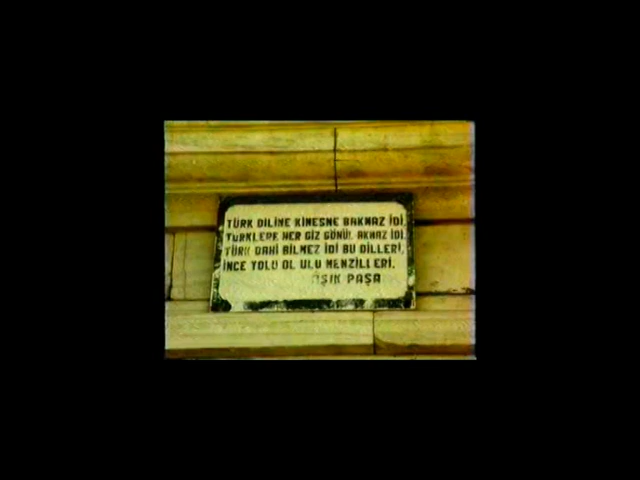 TÜRK DİLİNE KİMESNE BAKMAZ İDİ,
TÜRKLERE HER GİZ GÖNÜL AKMAZ İDİ,
TÜRK DAHİ BİLMEZ İDİ BU DİLLERİ,
İNCE YOLU OL ULU MENZİLLERİ.
AŞIK PAŞA